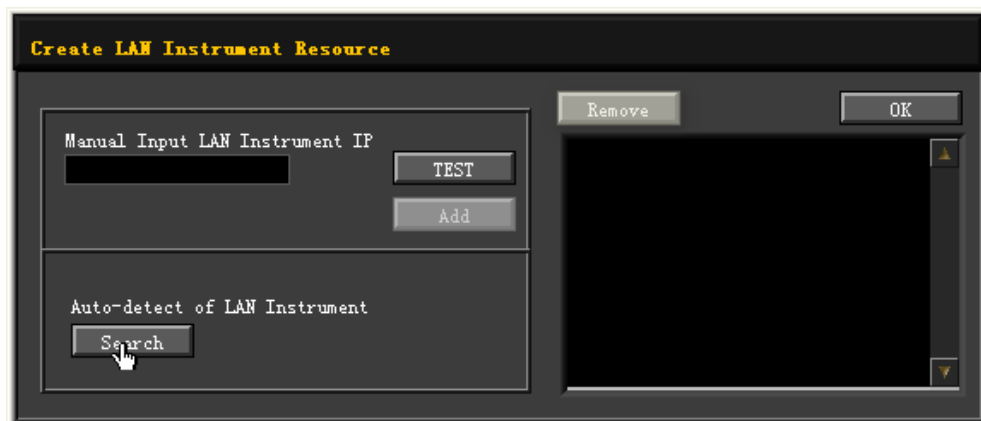 Create LAN Instrument Resource
Manual Input LAN Instrument IP
TEST
Add
Auto-detect of LAN Instrument
Search
Remove
OK